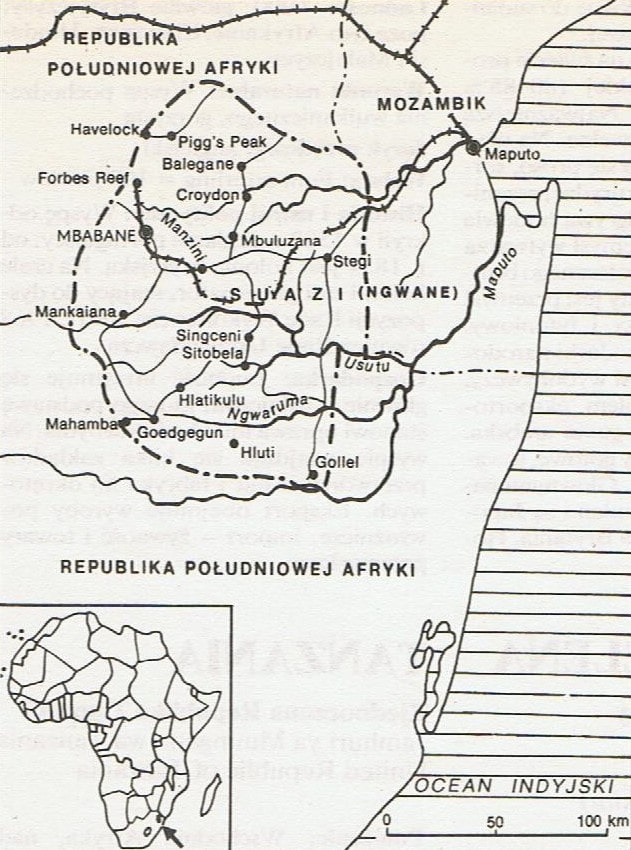 REPUBLIKA
POŁUDNIOWEJ AFRYKI
MOZAMBIK
Havelock
Pigg's Peak
Maputo
Balegane
Forbes Reef
Croydon
MBABANE
Manzini
Mbuluzana
Stegi
Maputo
SUAZI (NGWANE)
Mankaiana
Singceni
Sitobela
Usutu
Hlatikulu
Ngwaruma
Mahamba
Goedgegun
Hluti
Gollel
REPUBLIKA POŁUDNIOWEJ AFRYKI
OCEAN INDYJSKI
0 50 100 km